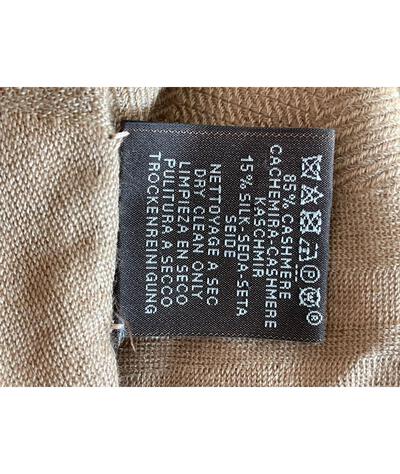 85% CASHMERE
CACHEMIRA-CASHMERE
KASCHMIR
15% SILK-SEDA-SETA
SEIDE
NETTOYAGE A SEC
DRY CLEAN ONLY
LIMPIEZA EN SECO
PULITURA A SECCO
TROCKENREINIGUNG